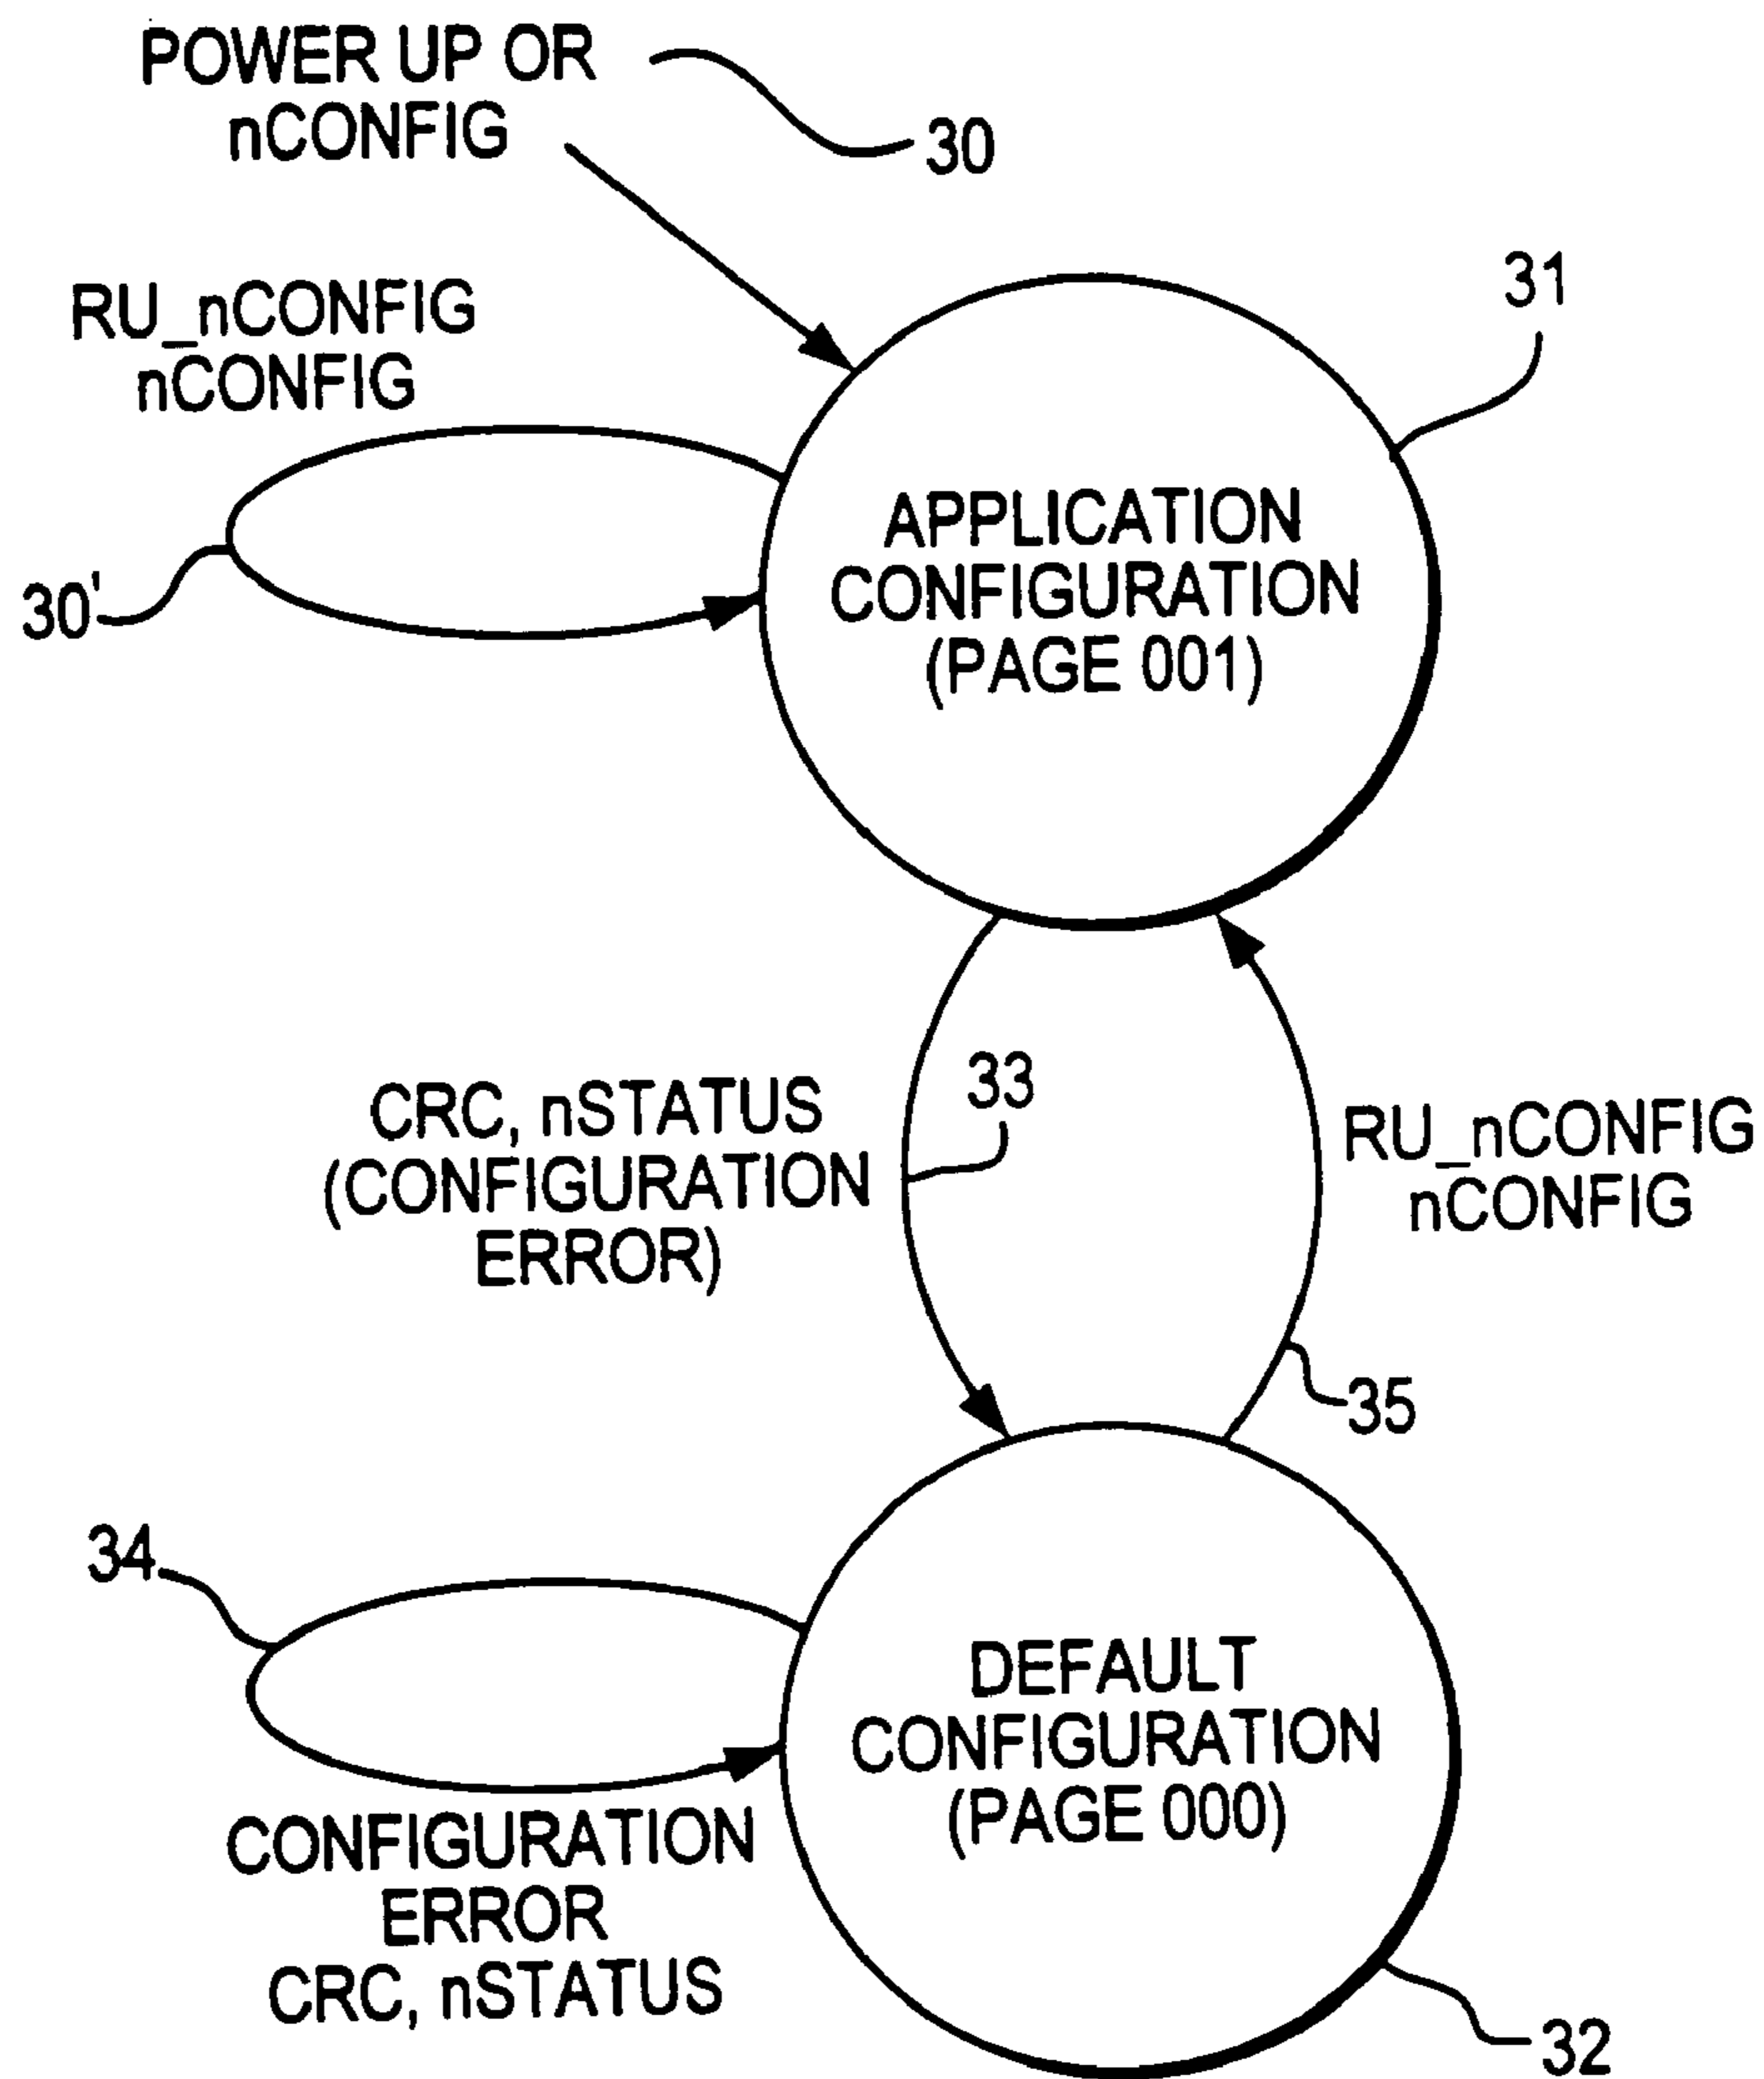 POWER UP OR
nCONFIG
30
31
RU_nCONFIG
nCONFIG
30'
APPLICATION
CONFIGURATION
(PAGE 001)
33
CRC, nSTATUS
(CONFIGURATION
ERROR)
RU_nCONFIG
nCONFIG
35
34
DEFAULT
CONFIGURATION
(PAGE 000)
CONFIGURATION
ERROR
CRC, nSTATUS
32